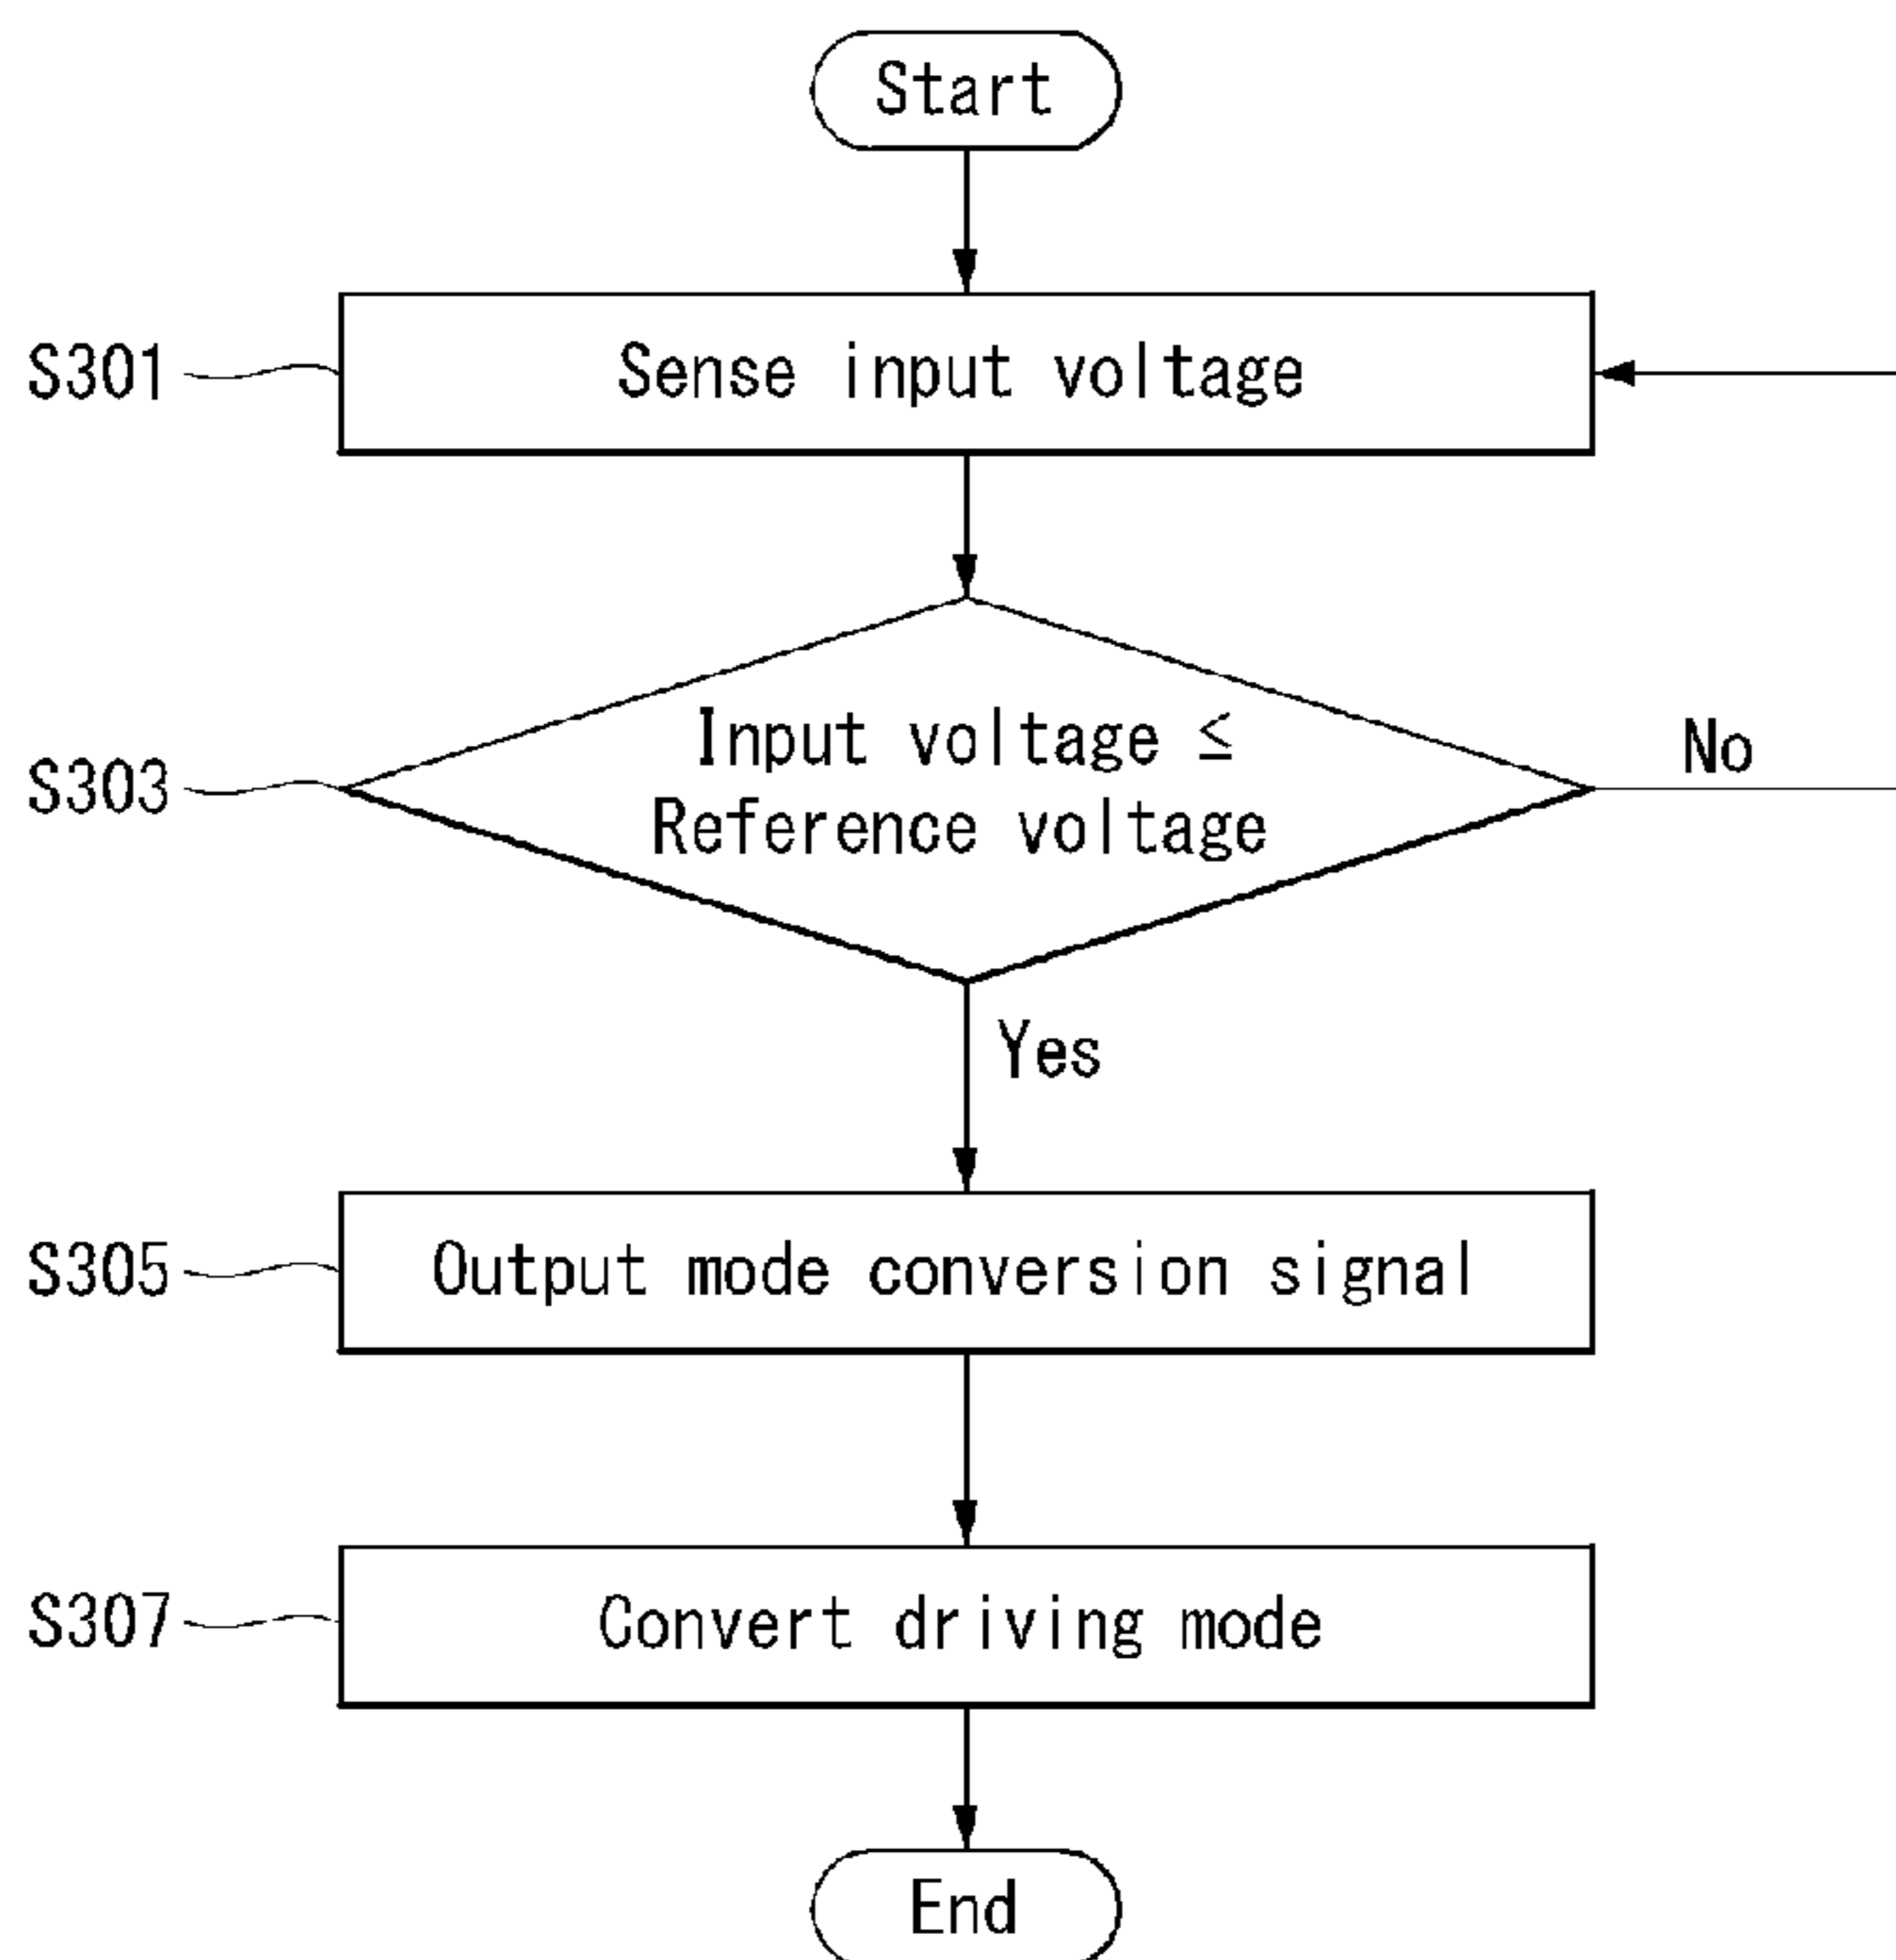 Start
S301
Sense input voltage
S303
Input voltage ≤
Reference voltage
No
Yes
S305
Output mode conversion signal
S307
Convert driving mode
End